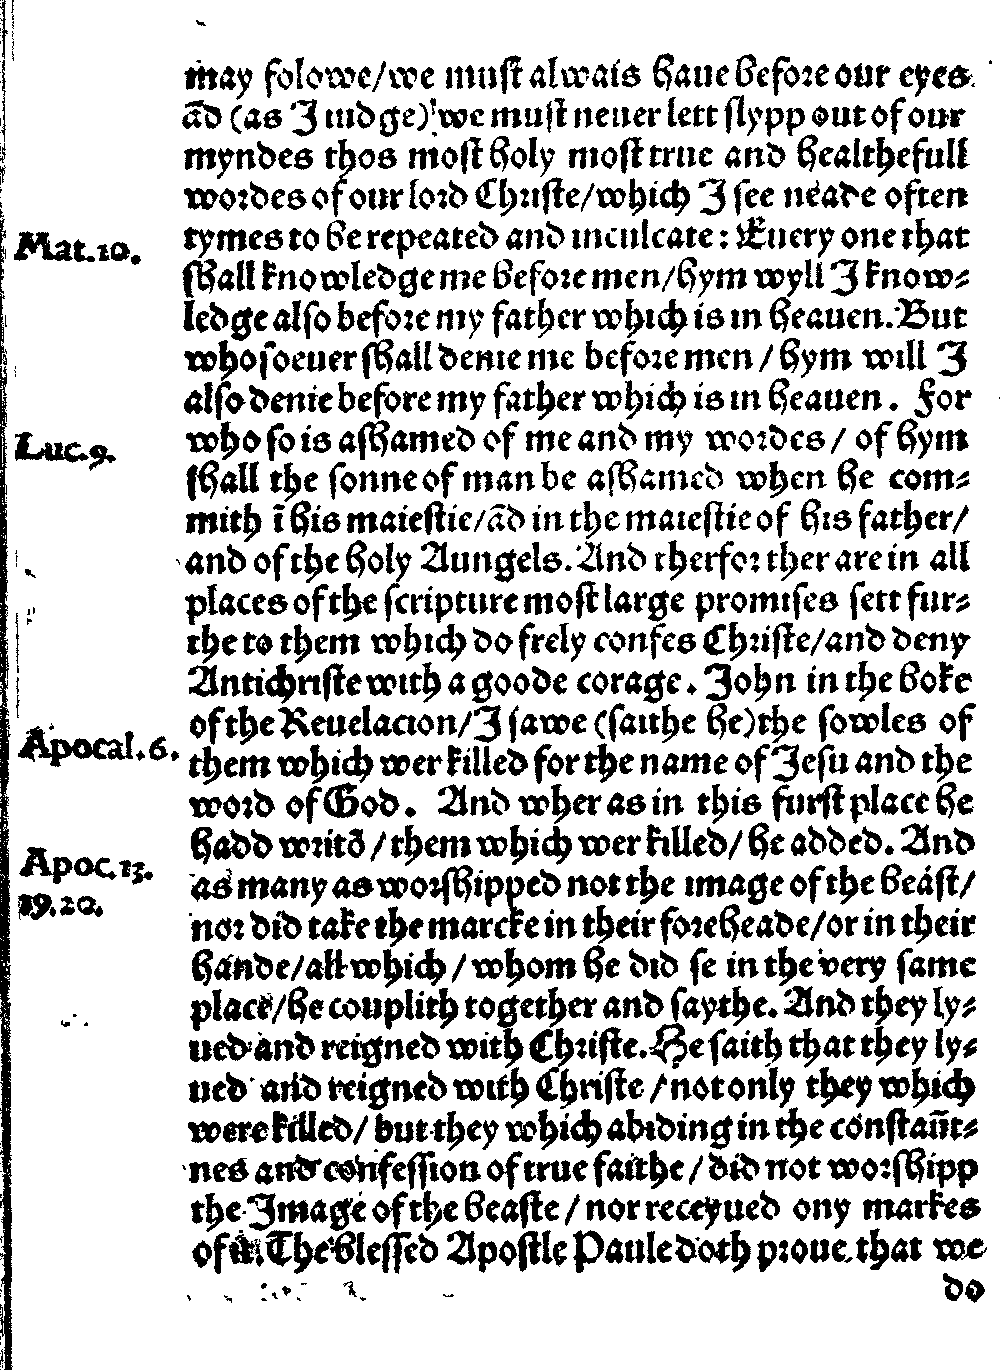 may folowe/we must alwais haue before our eyes
ād (as I iudge) we must neuer lett slypp out of our
myndes thos most holy most true and healthefull
wordes of our lord Christe/which I see neade often
Mat.10. tymes to be repeated and inculcate: Euery one that
shall knowledge me before men/hym wyll I know⸗
ledge also before my father which is in heauen. But
whosoeuer shall denie me before men/hym will I
also denie before my father which is in heauen. For
Luc.9. who so is ashamed of me and my wordes/ of hym
shall the sonne of man be ashamed when he com⸗
mith ī his maiestie/ād in the maiestie of his father/
and of the holy Aungels. And therfor ther are in all
places of the scripture most large promises sett fur⸗
the to them which do frely confes Christe/and deny
Antichriste with a goode corage. John in the boke
of the Reuelacion/I sawe (saithe he) the sowles of
Apocal.6. them which wer killed for the name of Jesu and the
word of God. And wher as in this furst place he
hadd writō/them which wer killed/he added. And
Apoc.13. as many as worshipped not the image of the beast/
19.20. nor did take the marcke in their foreheade/or in their
hande/all which/whom he did se in the very same
place/he couplith together and saythe. And they ly⸗
ued and reigned with Christe. He saith that they ly⸗
ued and reigned with Christe/not only they which
were killed/but they which abiding in the constañt⸗
nes and confession of true faithe/did not worshipp
the Image of the beaste/nor receyued ony markes
of it. The blessed Apostle Paule doth proue that we
do